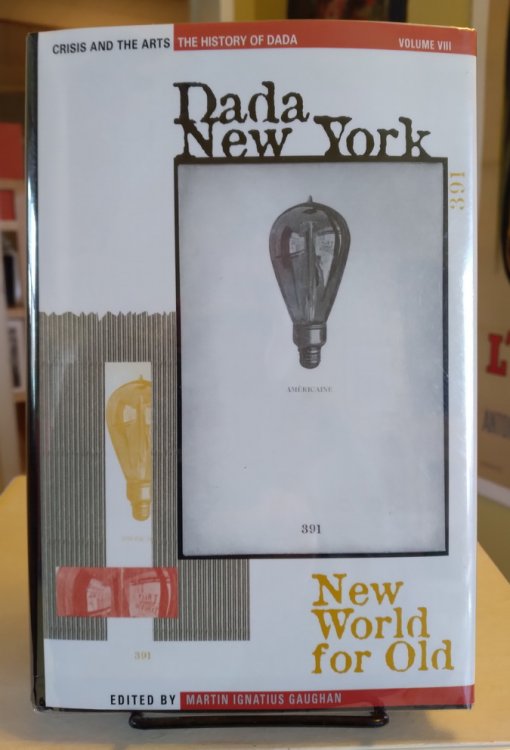 CRISIS AND THE ARTS THE HISTORY OF DADA VOLUME VIII
Dada
New York
391
AMÉRICAINE
391
New
World
for Old
391
EDITED BY MARTIN IGNATIUS GAUGHAN